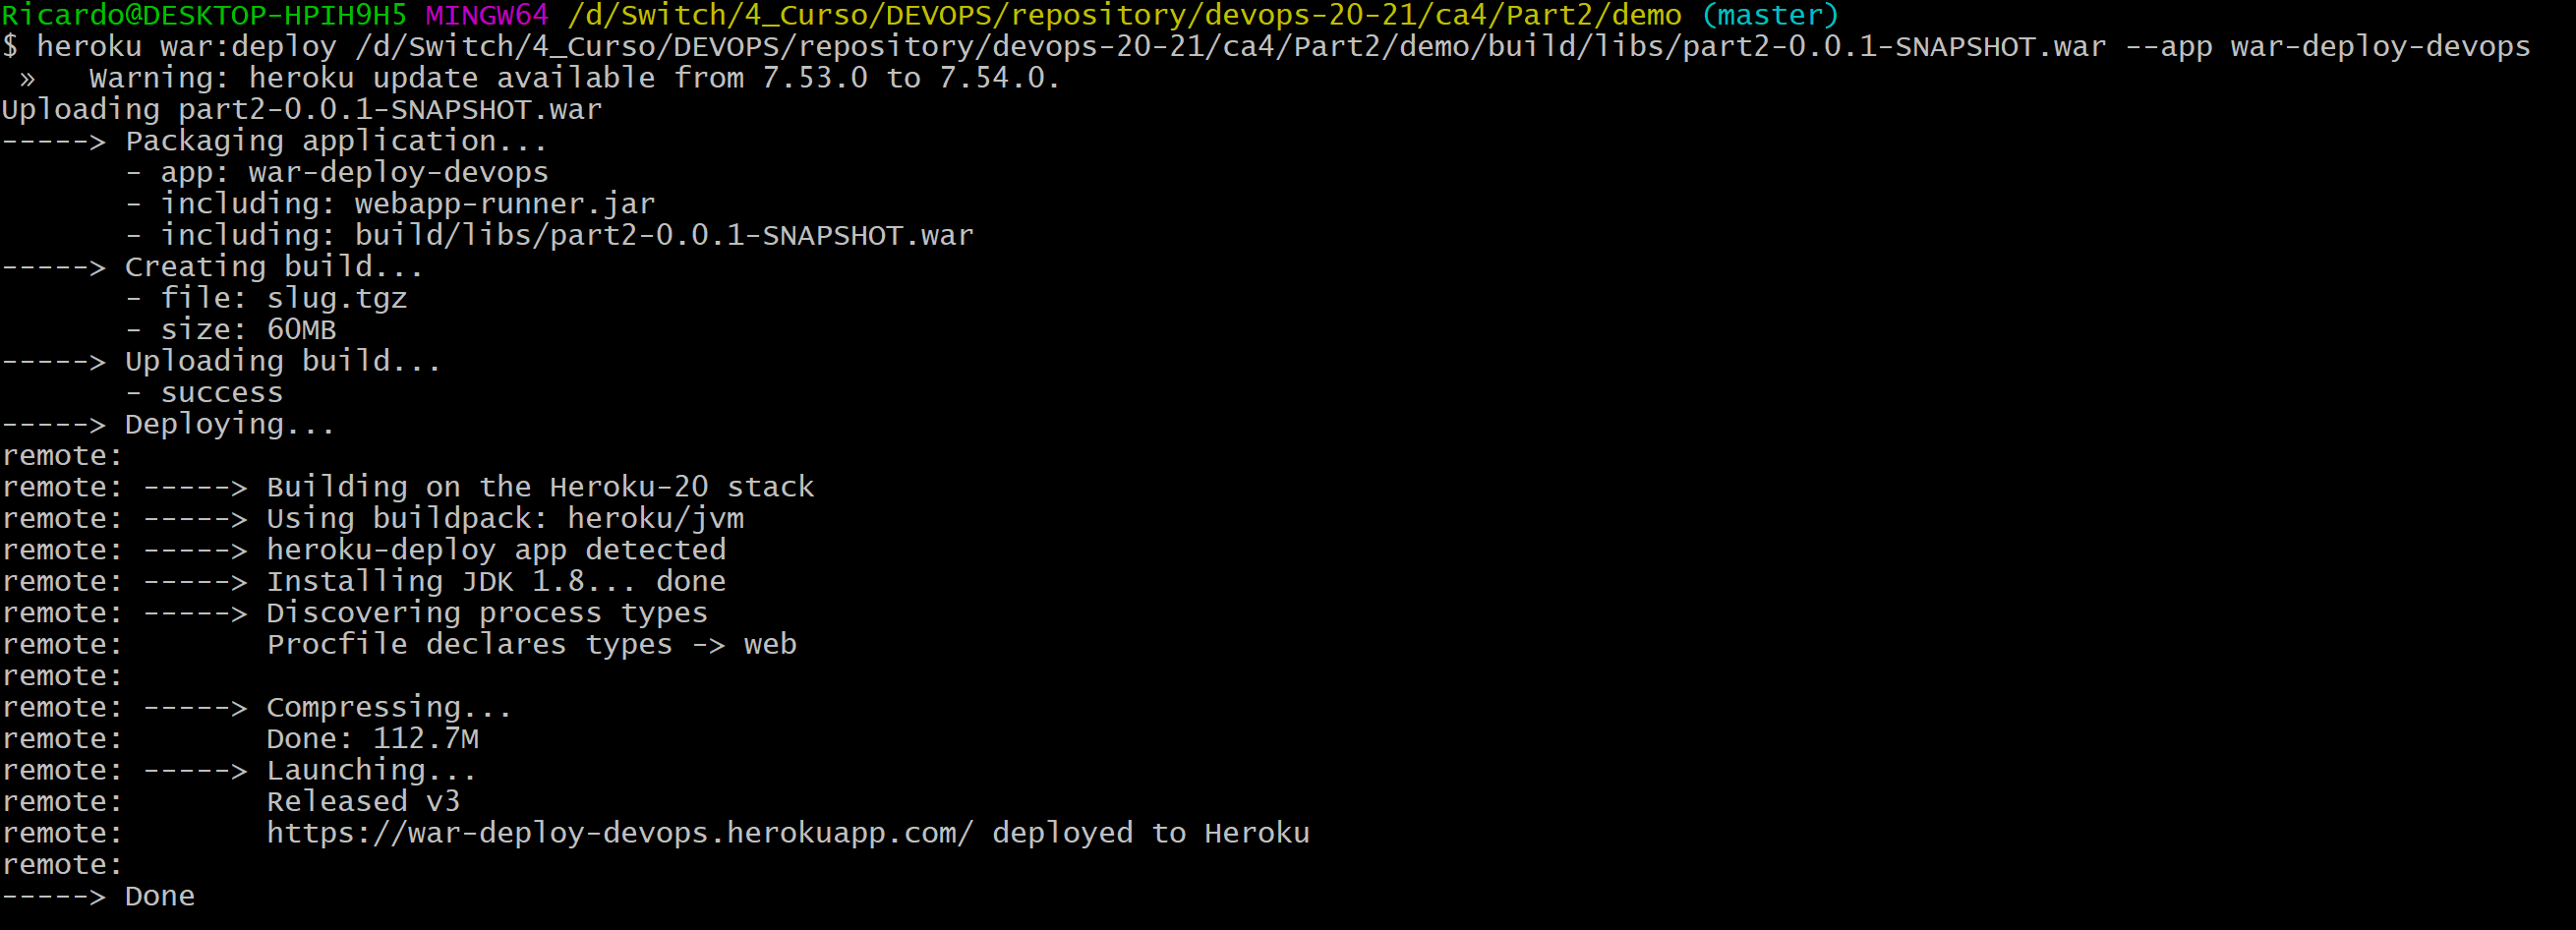 Ricardo@DESKTOP-HPIH9H5 MINGW64 /d/Switch/4_Curso/DEVOPS/repository/devops-20-21/ca4/Part2/demo (master)
$ heroku war:deploy /d/Switch/4_Curso/DEVOPS/repository/devops-20-21/ca4/Part2/demo/build/libs/part2-0.0.1-SNAPSHOT.war --app war-deploy-devops
 »   Warning: heroku update available from 7.53.0 to 7.54.0.
Uploading part2-0.0.1-SNAPSHOT.war
-----> Packaging application...
       - app: war-deploy-devops
       - including: webapp-runner.jar
       - including: build/libs/part2-0.0.1-SNAPSHOT.war
-----> Creating build...
       - file: slug.tgz
       - size: 60MB
-----> Uploading build...
       - success
-----> Deploying...
remote:
remote: -----> Building on the Heroku-20 stack
remote: -----> Using buildpack: heroku/jvm
remote: -----> heroku-deploy app detected
remote: -----> Installing JDK 1.8... done
remote: -----> Discovering process types
remote:        Procfile declares types -> web
remote:
remote: -----> Compressing...
remote:        Done: 112.7M
remote: -----> Launching...
remote:        Released v3
remote:        https://war-deploy-devops.herokuapp.com/ deployed to Heroku
remote:
-----> Done